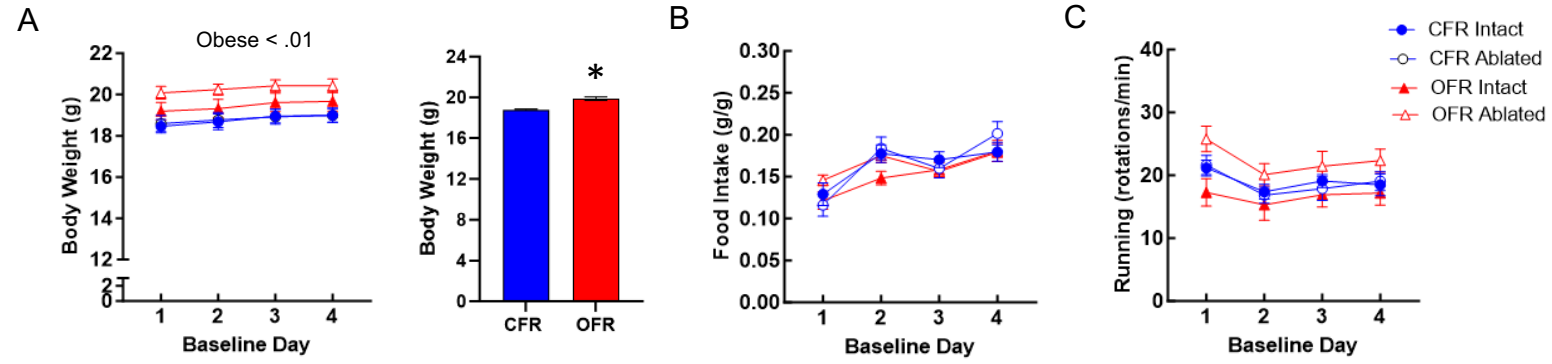 A
Obese < .01
Body Weight (g)
22
20
18
16
14
12
2
0
1 2 3 4
Baseline Day
Body Weight (g)
24
20
16
12
8
4
0
*
CFR OFR
B
Food Intake (g/g)
0.30
0.25
0.20
0.15
0.10
0.05
0.00
1 2 3 4
Baseline Day
C
Running (rotations/min)
40
30
20
10
0
1 2 3 4
Baseline Day
CFR Intact
CFR Ablated
OFR Intact
OFR Ablated